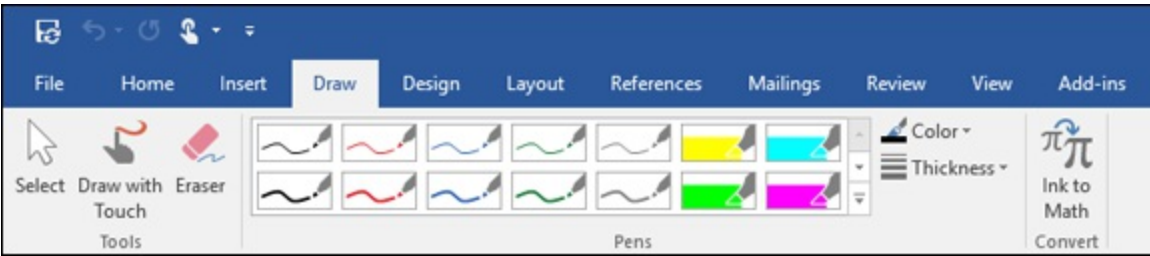 File Home Insert Draw Design Layout References Mailings Review View Add-ins
Select Draw with Touch Eraser
Tools
Pens
Color
Thickness
Ink to
Math
Convert